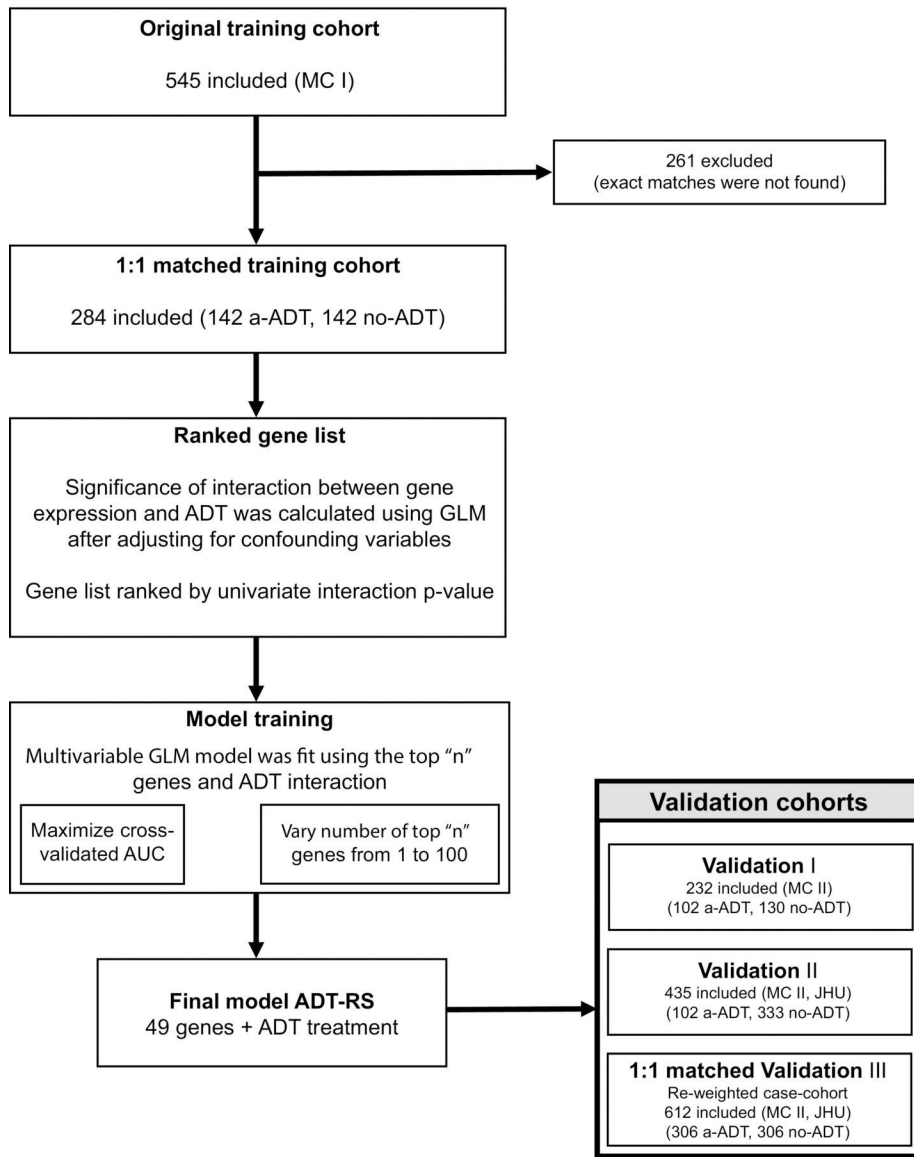 Original training cohort
545 included (MC I)
261 excluded
(exact matches were not found)
1:1 matched training cohort
284 included (142 a-ADT, 142 no-ADT)
Ranked gene list
Significance of interaction between gene
expression and ADT was calculated using GLM
after adjusting for confounding variables
Gene list ranked by univariate interaction p-value
Model training
Multivariable GLM model was fit using the top “n”
genes and ADT interaction
Maximize cross-
validated AUC
Vary number of top “n”
genes from 1 to 100
Final model ADT-RS
49 genes + ADT treatment
Validation cohorts
Validation I
232 included (MC II)
(102 a-ADT, 130 no-ADT)
Validation II
435 included (MC II, JHU)
(102 a-ADT, 333 no-ADT)
1:1 matched Validation III
Re-weighted case-cohort
612 included (MC II, JHU)
(306 a-ADT, 306 no-ADT)